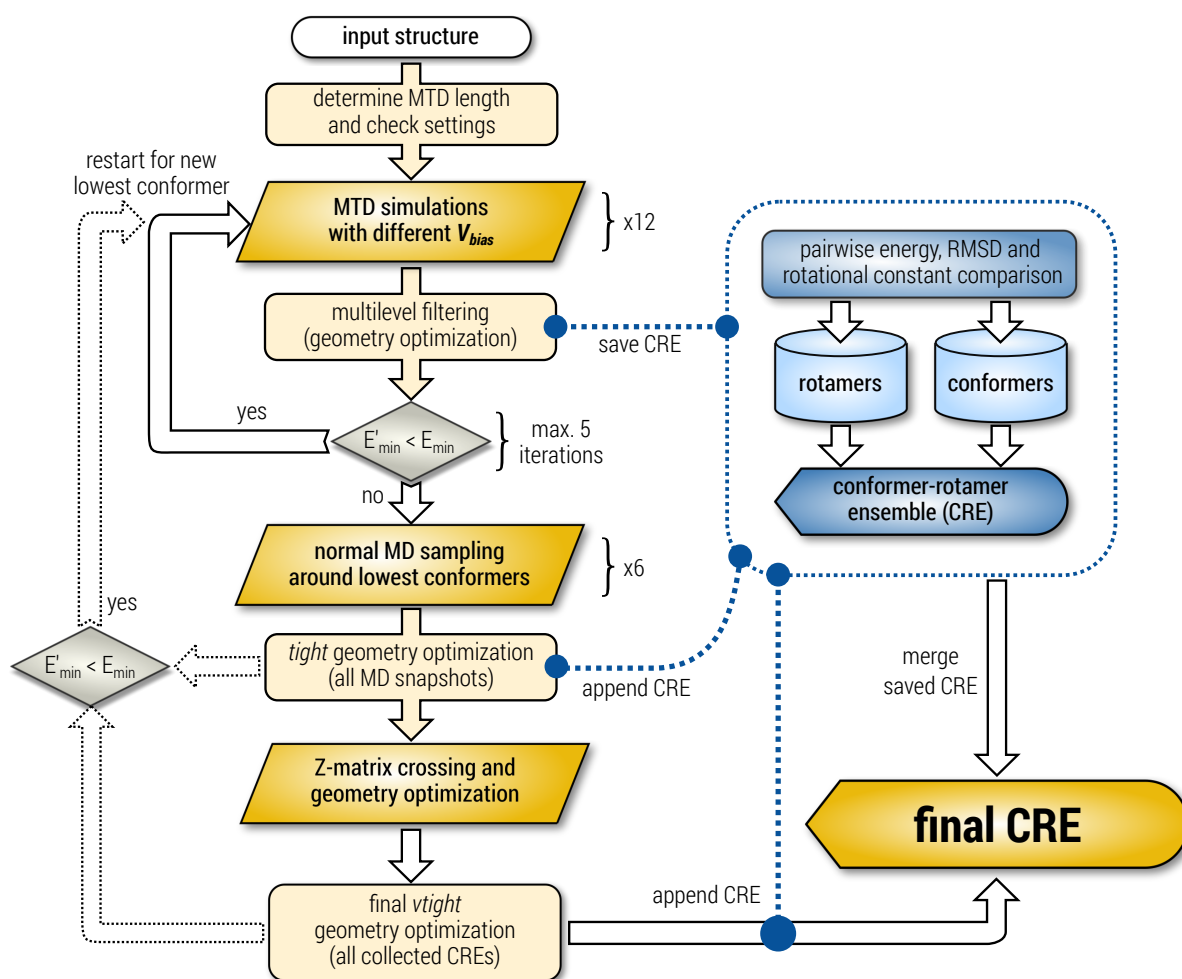 input structure
determine MTD length
and check settings
restart for new
lowest conformer
MTD simulations
with different V_bias
x12
pairwise energy, RMSD and
rotational constant comparison
multilevel filtering
(geometry optimization)
save CRE
rotamers
conformers
yes
E'min < Emin
max. 5
iterations
no
conformer-rotamer
ensemble (CRE)
normal MD sampling
around lowest conformers
x6
yes
E'min < Emin
tight geometry optimization
(all MD snapshots)
append CRE
merge
saved CRE
Z-matrix crossing and
geometry optimization
final CRE
final vtight
geometry optimization
(all collected CREs)
append CRE